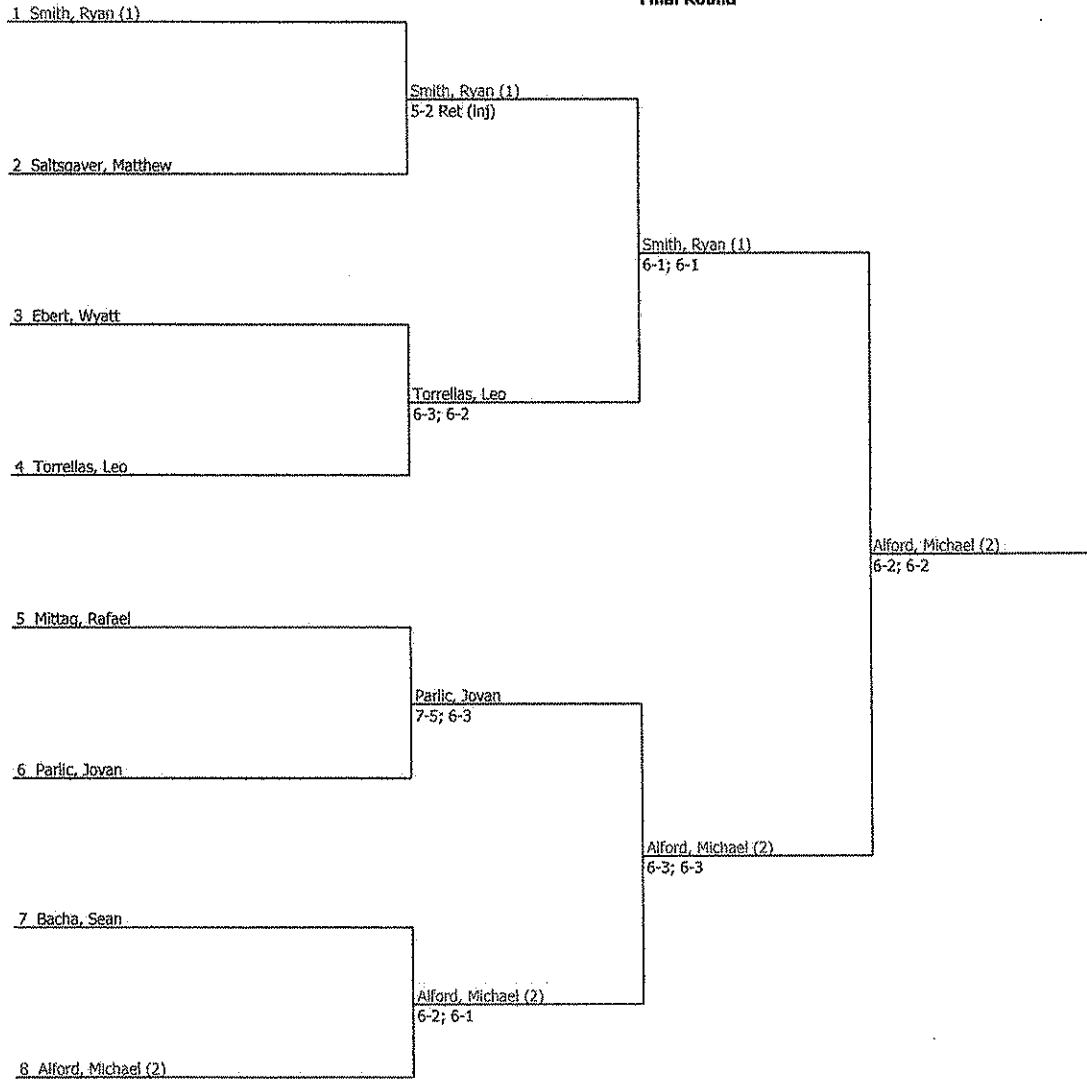 Final Round
1 Smith, Ryan (1)
Smith, Ryan (1)
5-2 Ret (inj)
2 Saltsgaver, Matthew
Smith, Ryan (1)
6-1; 6-1
3 Ebert, Wyatt
Torrellas, Leo
6-3; 6-2
4 Torrellas, Leo
Alford, Michael (2)
6-2; 6-2
5 Mittag, Rafael
Parlic, Jovan
7-5; 6-3
6 Parlic, Jovan
Alford, Michael (2)
6-3; 6-3
7 Bacha, Sean
Alford, Michael (2)
6-2; 6-1
8 Alford, Michael (2)